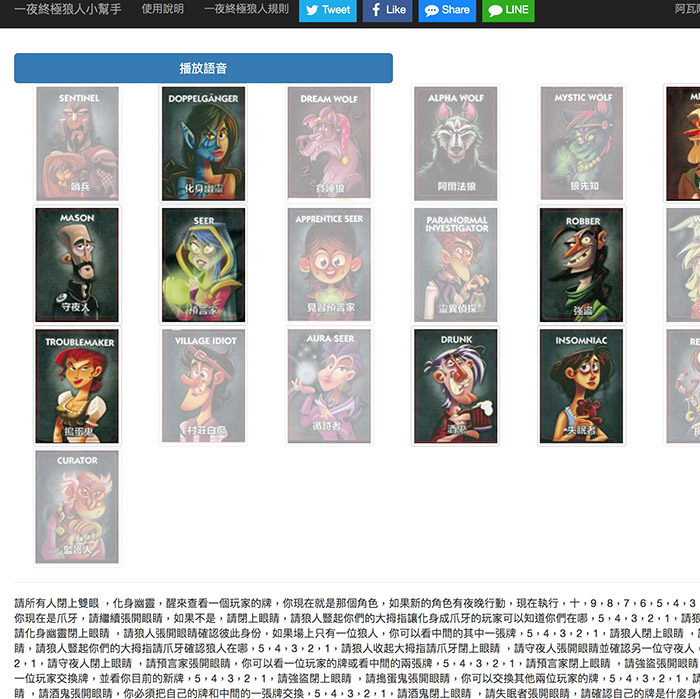 一夜終極狼人小幫手 使用說明 一夜終極狼人規則 Tweet Like Share LINE 阿瓦
播放語音
SENTINEL DOPPELGÄNGER DREAM WOLF ALPHA WOLF MYSTIC WOLF
哨兵 化身幽靈 貪睡狼 阿爾法狼 狼先知
MASON SEER APPRENTICE SEER PARANORMAL INVESTIGATOR ROBBER
守夜人 預言家 見習預言家 靈異偵探 強盜
TROUBLEMAKER VILLAGE IDIOT AURA SEER DRUNK INSOMNIAC RE
搗蛋鬼 村莊白痴 循跡者 酒鬼 失眠者
CURATOR
監護人
請所有人閉上雙眼，化身幽靈，醒來查看一個玩家的牌，你現在就是那個角色，如果新的角色有夜晚行動，現在執行，十，9，8，7，6，5，4，3
你現在是爪牙，請繼續張開眼睛，如果不是，請閉上眼睛，請狼人豎起你們的大拇指讓化身成爪牙的玩家可以知道你們在哪，5，4，3，2，1，請狼
請化身幽靈閉上眼睛，請狼人張開眼睛確認彼此身份，如果場上只有一位狼人，你可以看中間的其中一張牌，5，4，3，2，1，請狼人閉上眼睛，
睛，請狼人豎起你們的大拇指請爪牙確認狼人在哪，5，4，3，2，1，請狼人收起大拇指請爪牙閉上眼睛，請守夜人張開眼睛並確認另一位守夜人，
2，1，請守夜人閉上眼睛，請預言家張開眼睛，你可以看一位玩家的牌或看中間的兩張牌，5，4，3，2，1，請預言家閉上眼睛，請強盜張開眼睛
一位玩家交換牌，並看你目前的新牌，5，4，3，2，1，請強盜閉上眼睛，請搗蛋鬼張開眼睛，你可以交換其他兩位玩家的牌，5，4，3，2，1，
睛，請酒鬼張開眼睛，你必須把自己的牌和中間的一張牌交換，5，4，3，2，1，請酒鬼閉上眼睛，請失眠者張開眼睛，請確認自己的牌是什麼